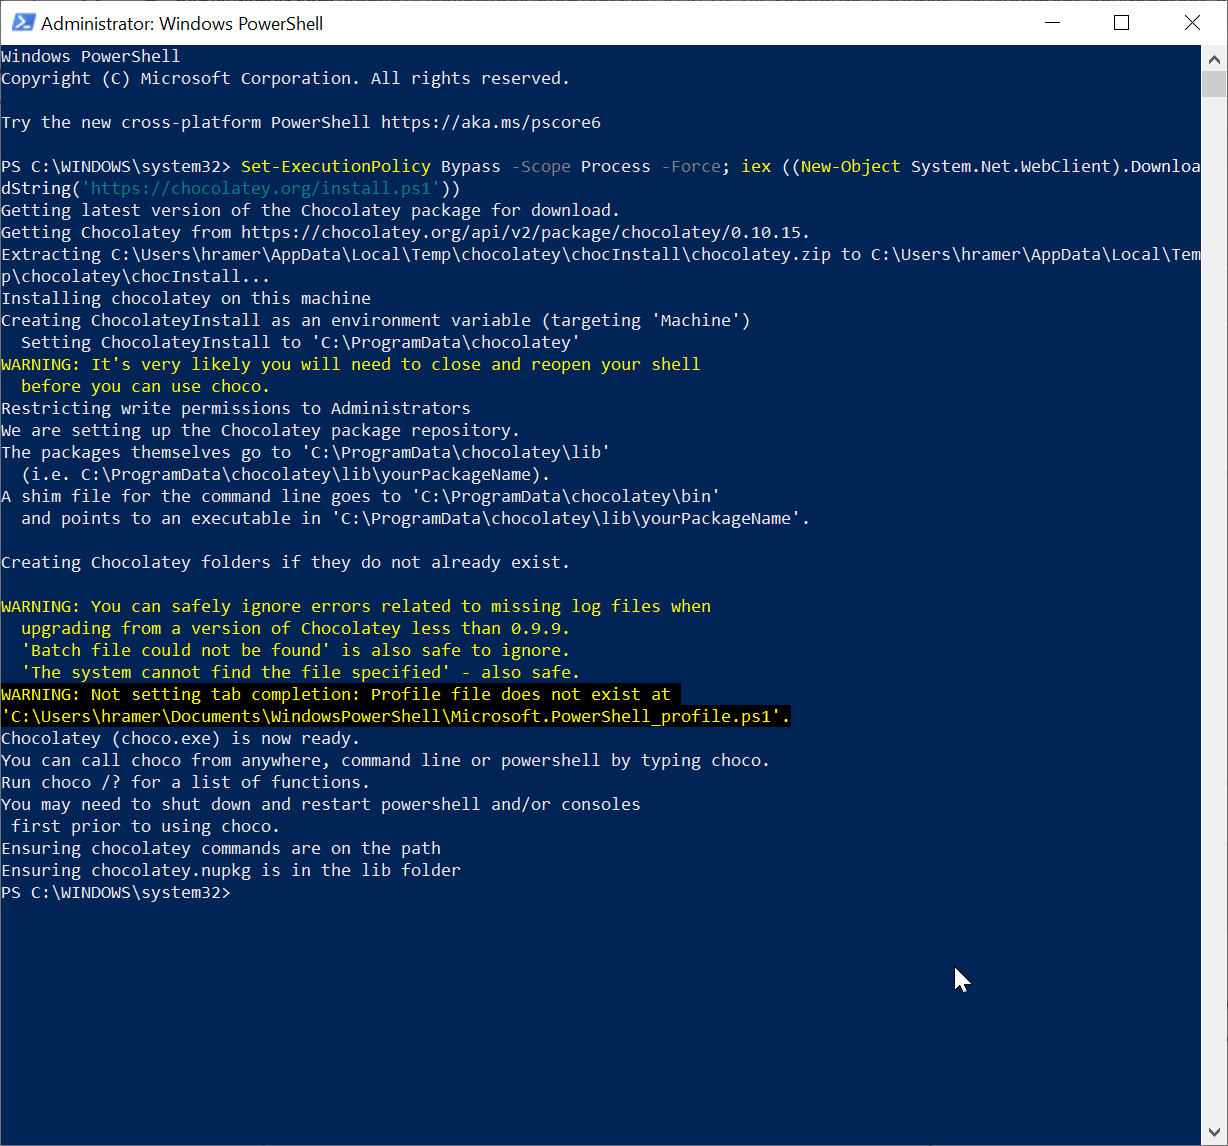 Administrator: Windows PowerShell
Windows PowerShell
Copyright (C) Microsoft Corporation. All rights reserved.
Try the new cross-platform PowerShell https://aka.ms/pscore6
PS C:\WINDOWS\system32> Set-ExecutionPolicy Bypass -Scope Process -Force; iex ((New-Object System.Net.WebClient).Downloa
dString('https://chocolatey.org/install.ps1'))
Getting latest version of the Chocolatey package for download.
Getting Chocolatey from https://chocolatey.org/api/v2/package/chocolatey/0.10.15.
Extracting C:\Users\hramer\AppData\Local\Temp\chocolatey\chocInstall\chocolatey.zip to C:\Users\hramer\AppData\Local\Tem
p\chocolatey\chocInstall...
Installing chocolatey on this machine
Creating ChocolateyInstall as an environment variable (targeting 'Machine')
  Setting ChocolateyInstall to 'C:\ProgramData\chocolatey'
WARNING: It's very likely you will need to close and reopen your shell
  before you can use choco.
Restricting write permissions to Administrators
We are setting up the Chocolatey package repository.
The packages themselves go to 'C:\ProgramData\chocolatey\lib'
  (i.e. C:\ProgramData\chocolatey\lib\yourPackageName).
A shim file for the command line goes to 'C:\ProgramData\chocolatey\bin'
  and points to an executable in 'C:\ProgramData\chocolatey\lib\yourPackageName'.
Creating Chocolatey folders if they do not already exist.
WARNING: You can safely ignore errors related to missing log files when
  upgrading from a version of Chocolatey less than 0.9.9.
  'Batch file could not be found' is also safe to ignore.
  'The system cannot find the file specified' - also safe.
WARNING: Not setting tab completion: Profile file does not exist at
'C:\Users\hramer\Documents\WindowsPowerShell\Microsoft.PowerShell_profile.ps1'.
Chocolatey (choco.exe) is now ready.
You can call choco from anywhere, command line or powershell by typing choco.
Run choco /? for a list of functions.
You may need to shut down and restart powershell and/or consoles
 first prior to using choco.
Ensuring chocolatey commands are on the path
Ensuring chocolatey.nupkg is in the lib folder
PS C:\WINDOWS\system32>